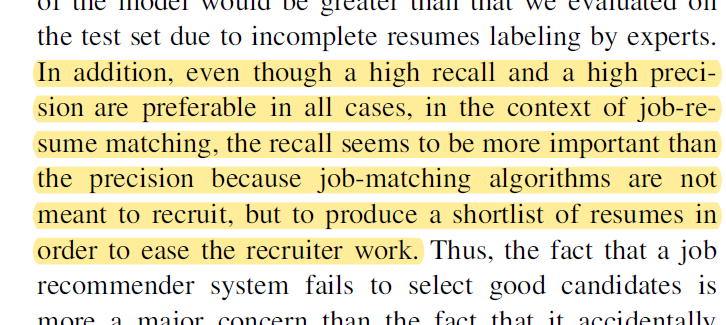 of the model would be greater than that we evaluated on
the test set due to incomplete resumes labeling by experts.
In addition, even though a high recall and a high preci-
sion are preferable in all cases, in the context of job-re-
sume matching, the recall seems to be more important than
the precision because job-matching algorithms are not
meant to recruit, but to produce a shortlist of resumes in
order to ease the recruiter work. Thus, the fact that a job
recommender system fails to select good candidates is
more a major concern than the fact that it accidentally